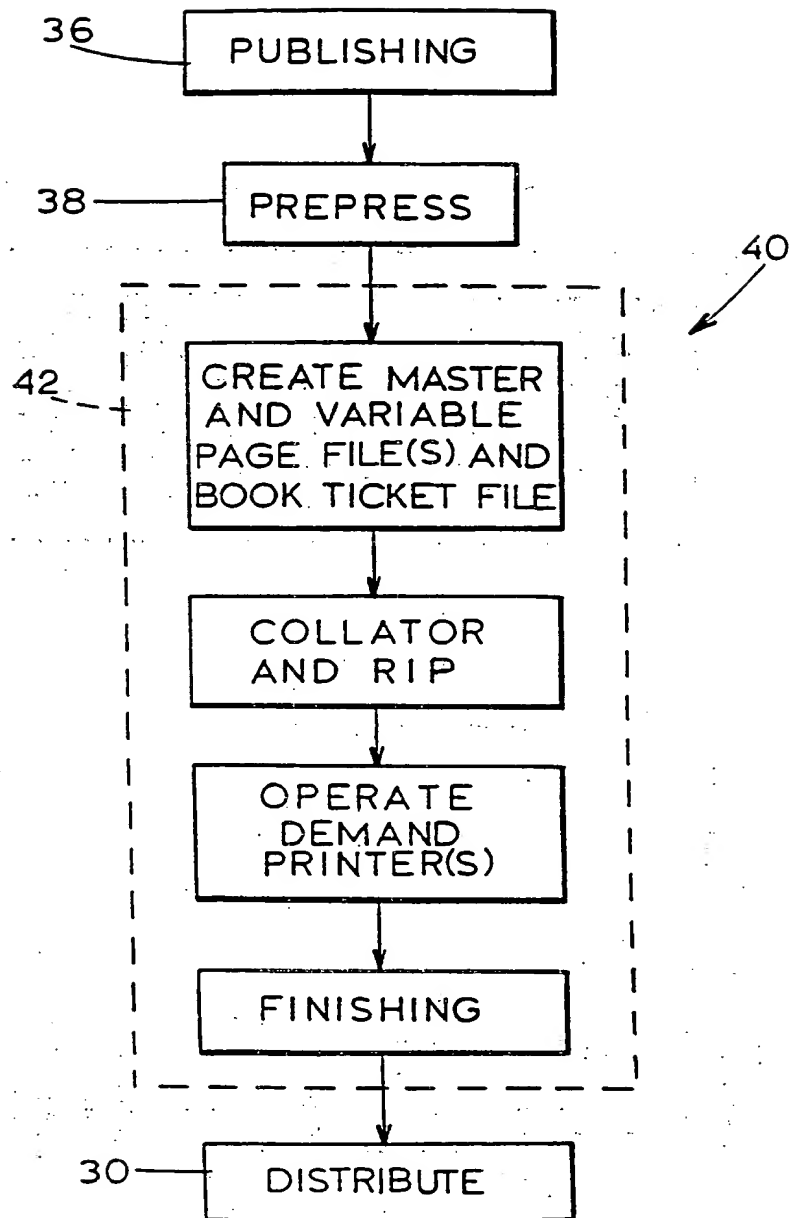 36
PUBLISHING
38
PREPRESS
40
42
CREATE MASTER
AND VARIABLE
PAGE FILE(S) AND
BOOK TICKET FILE
COLLATOR
AND RIP
OPERATE
DEMAND
PRINTER(S)
FINISHING
30
DISTRIBUTE